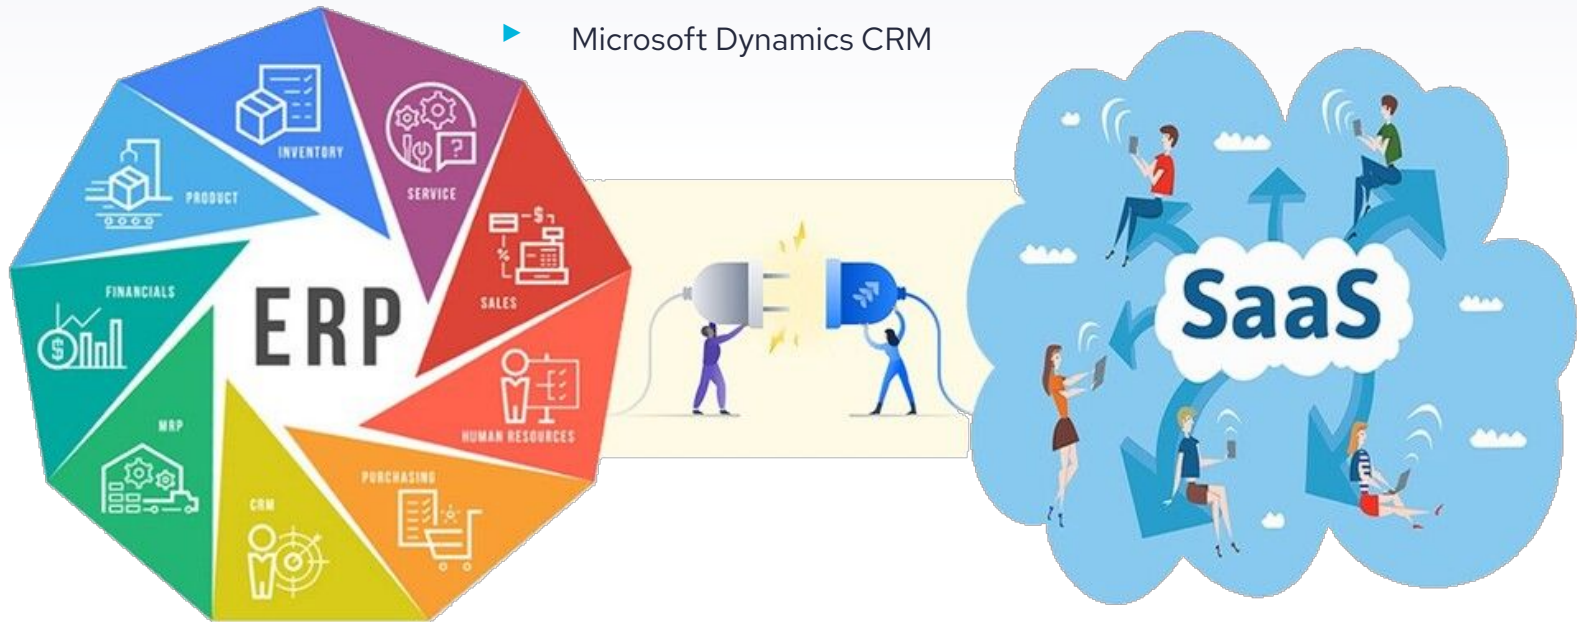 Microsoft Dynamics CRM
INVENTORY
SERVICE
PRODUCT
SALES
FINANCIALS
ERP
SaaS
HUMAN RESOURCES
MRP
PURCHASING
CRM
$
%
?
$